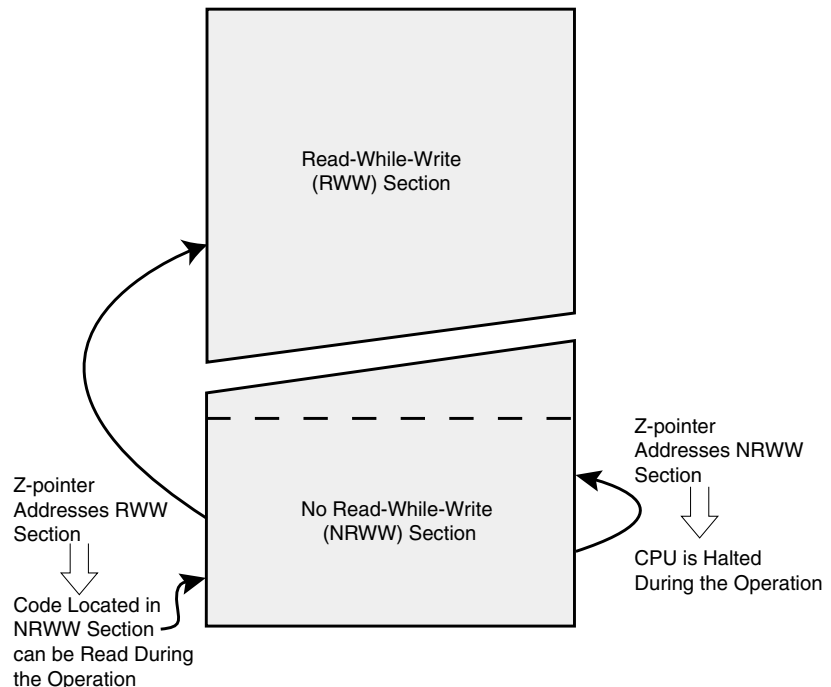 Read-While-Write
(RWW) Section
Z-pointer
Addresses NRWW
Section
Z-pointer
Addresses RWW
Section
No Read-While-Write
(NRWW) Section
CPU is Halted
During the Operation
Code Located in
NRWW Section
can be Read During
the Operation